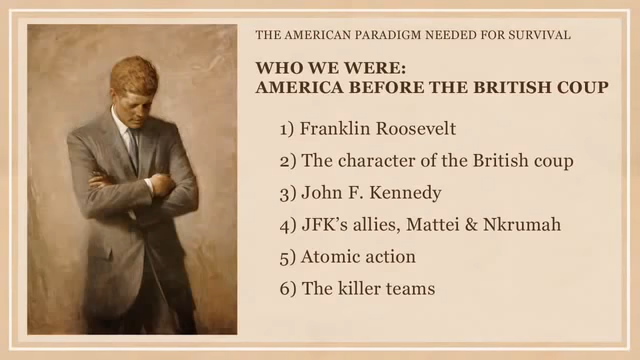 THE AMERICAN PARADIGM NEEDED FOR SURVIVAL
WHO WE WERE:
AMERICA BEFORE THE BRITISH COUP
1) Franklin Roosevelt
2) The character of the British coup
3) John F. Kennedy
4) JFK's allies, Mattei & Nkrumah
5) Atomic action
6) The killer teams